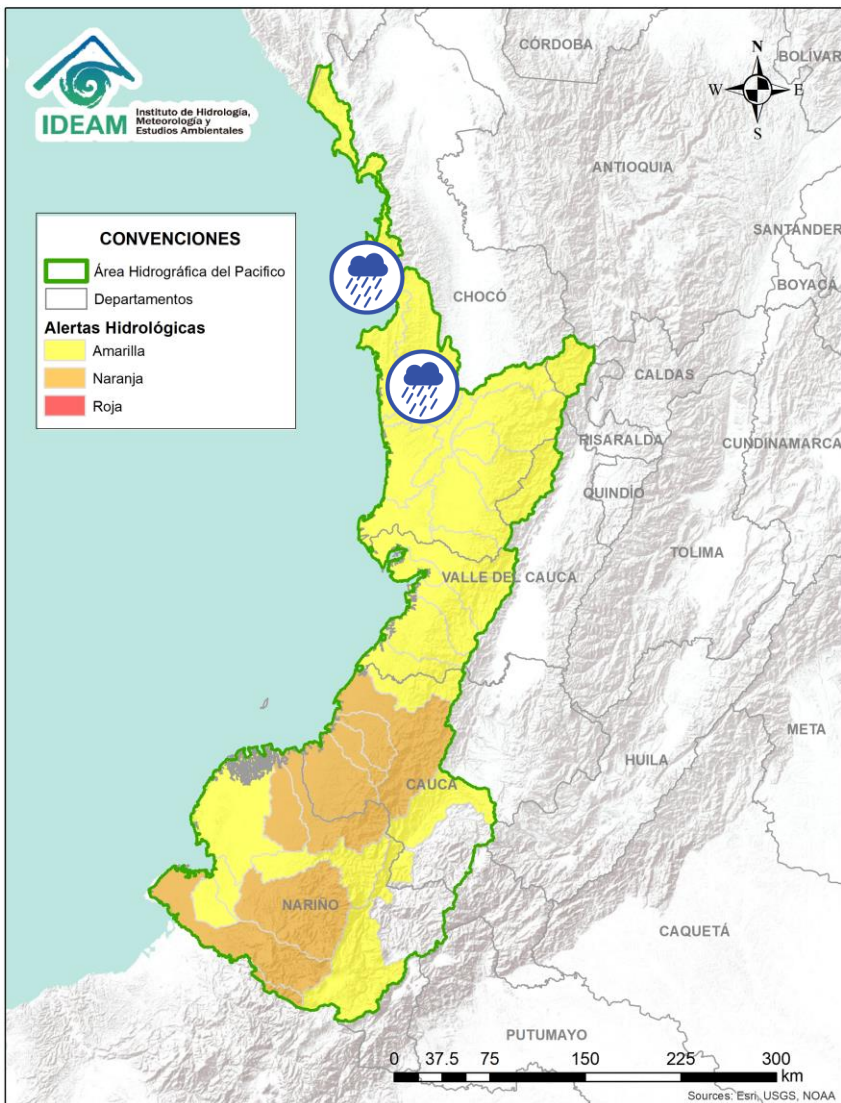 IDEAM
Instituto de Hidrología,
Meteorología y
Estudios Ambientales
CÓRDOBA
BOLÍVAR
N
W
E
S
ANTIOQUIA
SANTANDER
CONVENCIONES
Área Hidrográfica del Pacifico
Departamentos
Alertas Hidrológicas
Amarilla
Naranja
Roja
BOYACÁ
CHOCÓ
CALDAS
RISARALDA
CUNDINAMARCA
QUINDÍO
TOLIMA
VALLE DEL CAUCA
META
HUILA
CAUCA
NARIÑO
CAQUETÁ
PUTUMAYO
0 37.5 75 150 225 300
km
Sources: Esri, USGS, NOAA